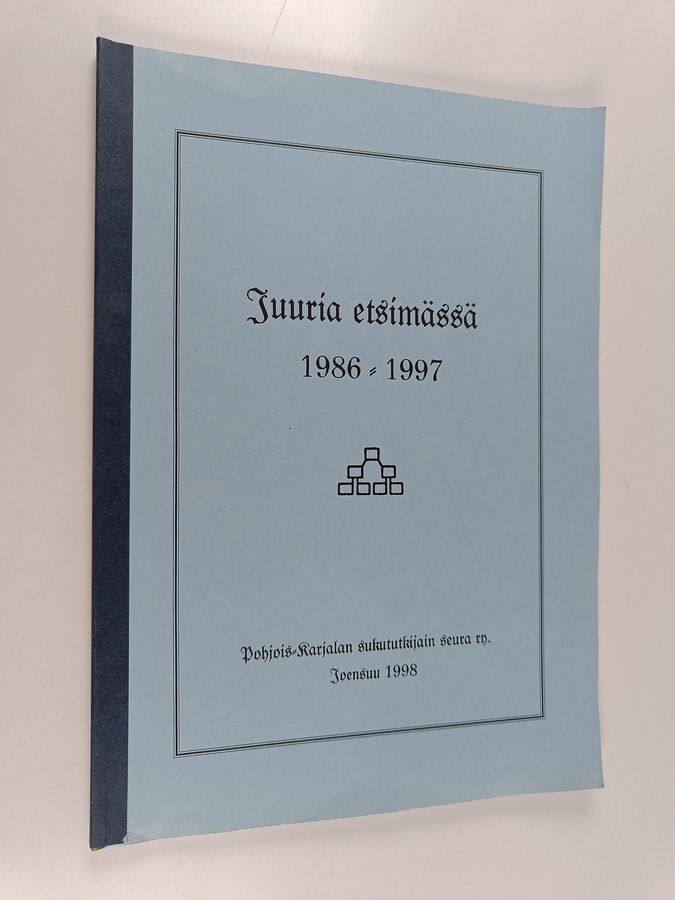 Juuria etsimässä
1986 - 1997
Pohjois-Karjalan sukututkijain seura ry.
Joensuu 1998